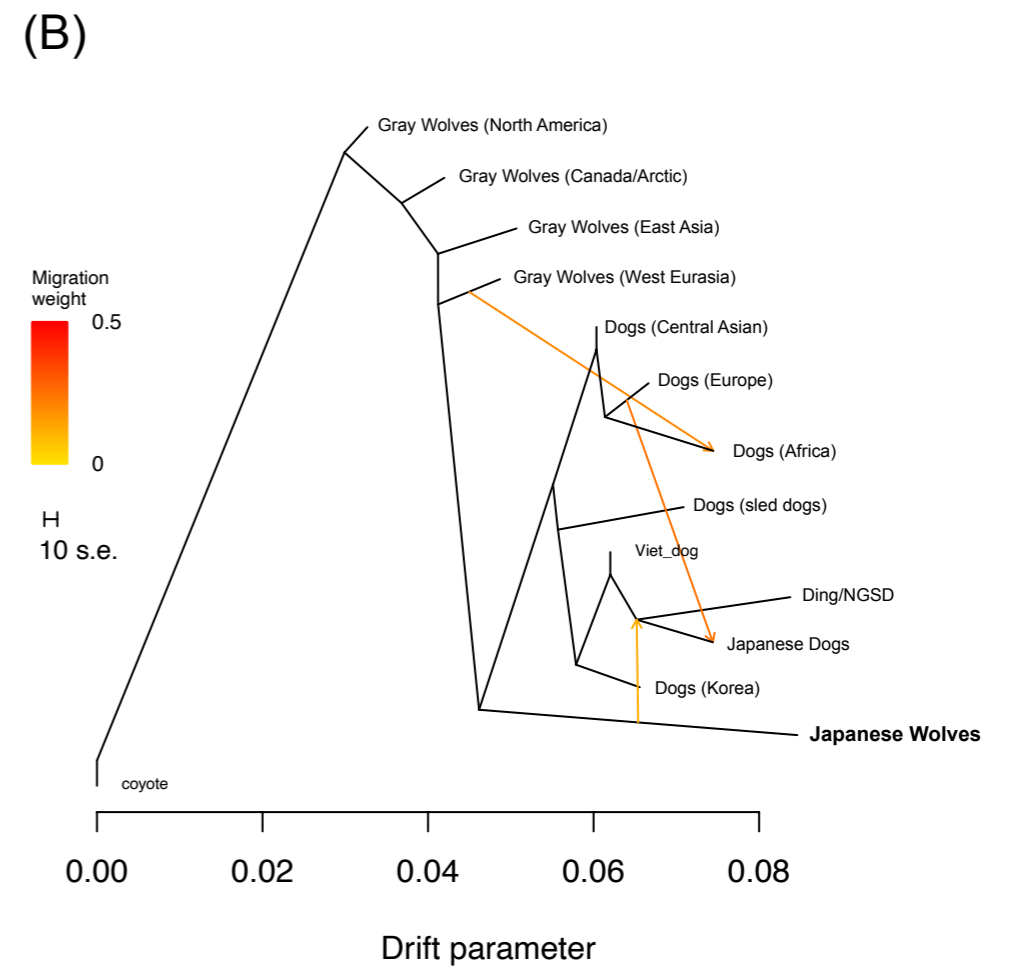 (B)
Gray Wolves (North America)
Gray Wolves (Canada/Arctic)
Gray Wolves (East Asia)
Gray Wolves (West Eurasia)
Migration
weight
0.5
0
Dogs (Central Asian)
Dogs (Europe)
Dogs (Africa)
Dogs (sled dogs)
H
10 s.e.
Viet_dog
Ding/NGSD
Japanese Dogs
Dogs (Korea)
Japanese Wolves
coyote
0.00 0.02 0.04 0.06 0.08
Drift parameter